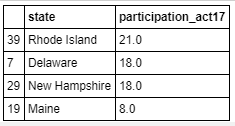 state participation_act17
39 Rhode Island 21.0
7 Delaware 18.0
29 New Hampshire 18.0
19 Maine 8.0